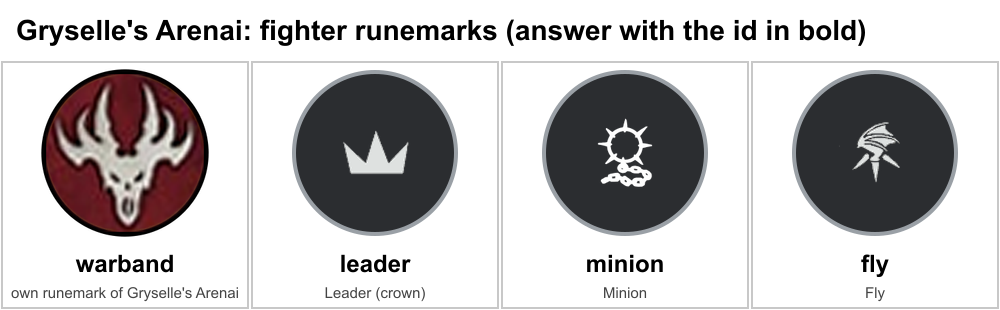 Gryselle's Arenai: fighter runemarks (answer with the id in bold)
warband
own runemark of Gryselle's Arenai
leader
Leader (crown)
minion
Minion
fly
Fly